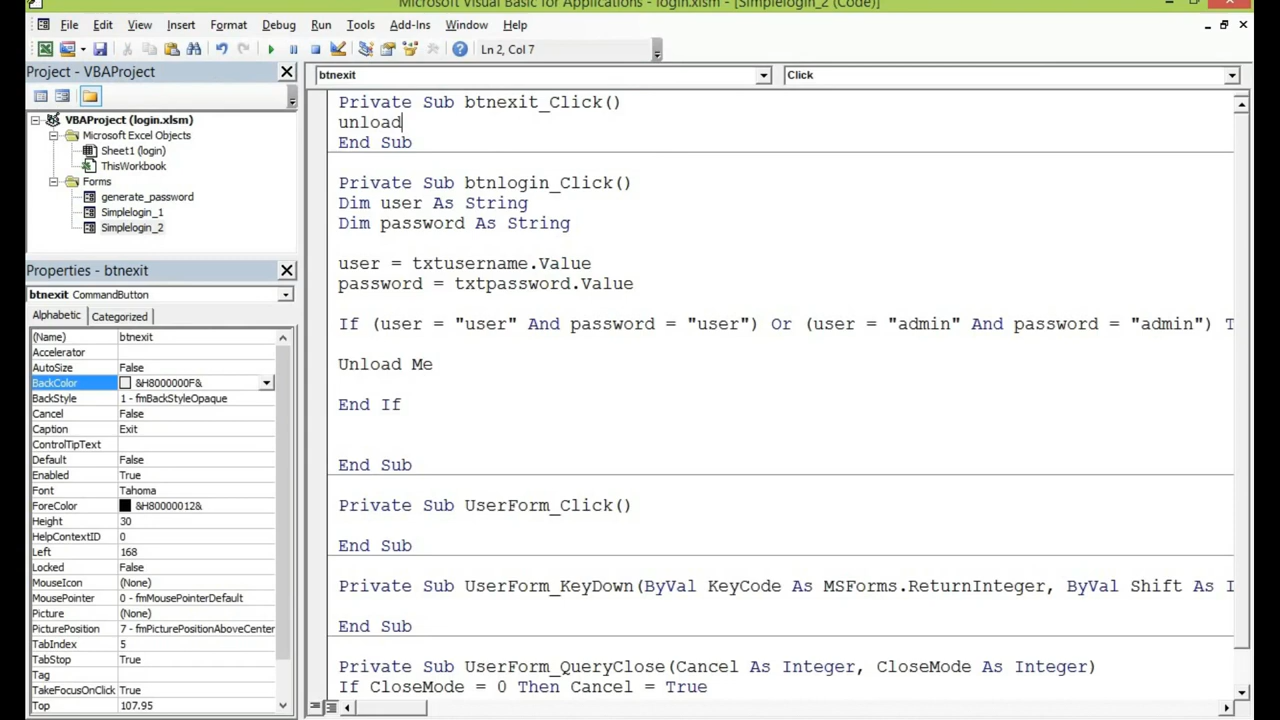 Microsoft Visual Basic for Applications - login.xlsm - [Simplelogin_2 (Code)]
File Edit View Insert Format Debug Run Tools Add-Ins Window Help
Ln 2, Col 7
Project - VBAProject
VBAProject (login.xlsm)
Microsoft Excel Objects
Sheet1 (login)
ThisWorkbook
Forms
generate_password
Simplelogin_1
Simplelogin_2
Properties - btnexit
btnexit CommandButton
Alphabetic Categorized
(Name) btnexit
Accelerator
AutoSize False
BackColor &H8000000F&
BackStyle 1 - fmBackStyleOpaque
Cancel False
Caption Exit
ControlTipText
Default False
Enabled True
Font Tahoma
ForeColor &H80000012&
Height 30
HelpContextID 0
Left 168
Locked False
MouseIcon (None)
MousePointer 0 - fmMousePointerDefault
Picture (None)
PicturePosition 7 - fmPicturePositionAboveCenter
TabIndex 5
TabStop True
Tag
TakeFocusOnClick True
Top 107.95
btnexit Click
Private Sub btnexit_Click()
unload
End Sub
Private Sub btnlogin_Click()
Dim user As String
Dim password As String
user = txtusername.Value
password = txtpassword.Value
If (user = "user" And password = "user") Or (user = "admin" And password = "admin") T
Unload Me
End If
End Sub
Private Sub UserForm_Click()
End Sub
Private Sub UserForm_KeyDown(ByVal KeyCode As MSForms.ReturnInteger, ByVal Shift As I
End Sub
Private Sub UserForm_QueryClose(Cancel As Integer, CloseMode As Integer)
If CloseMode = 0 Then Cancel = True